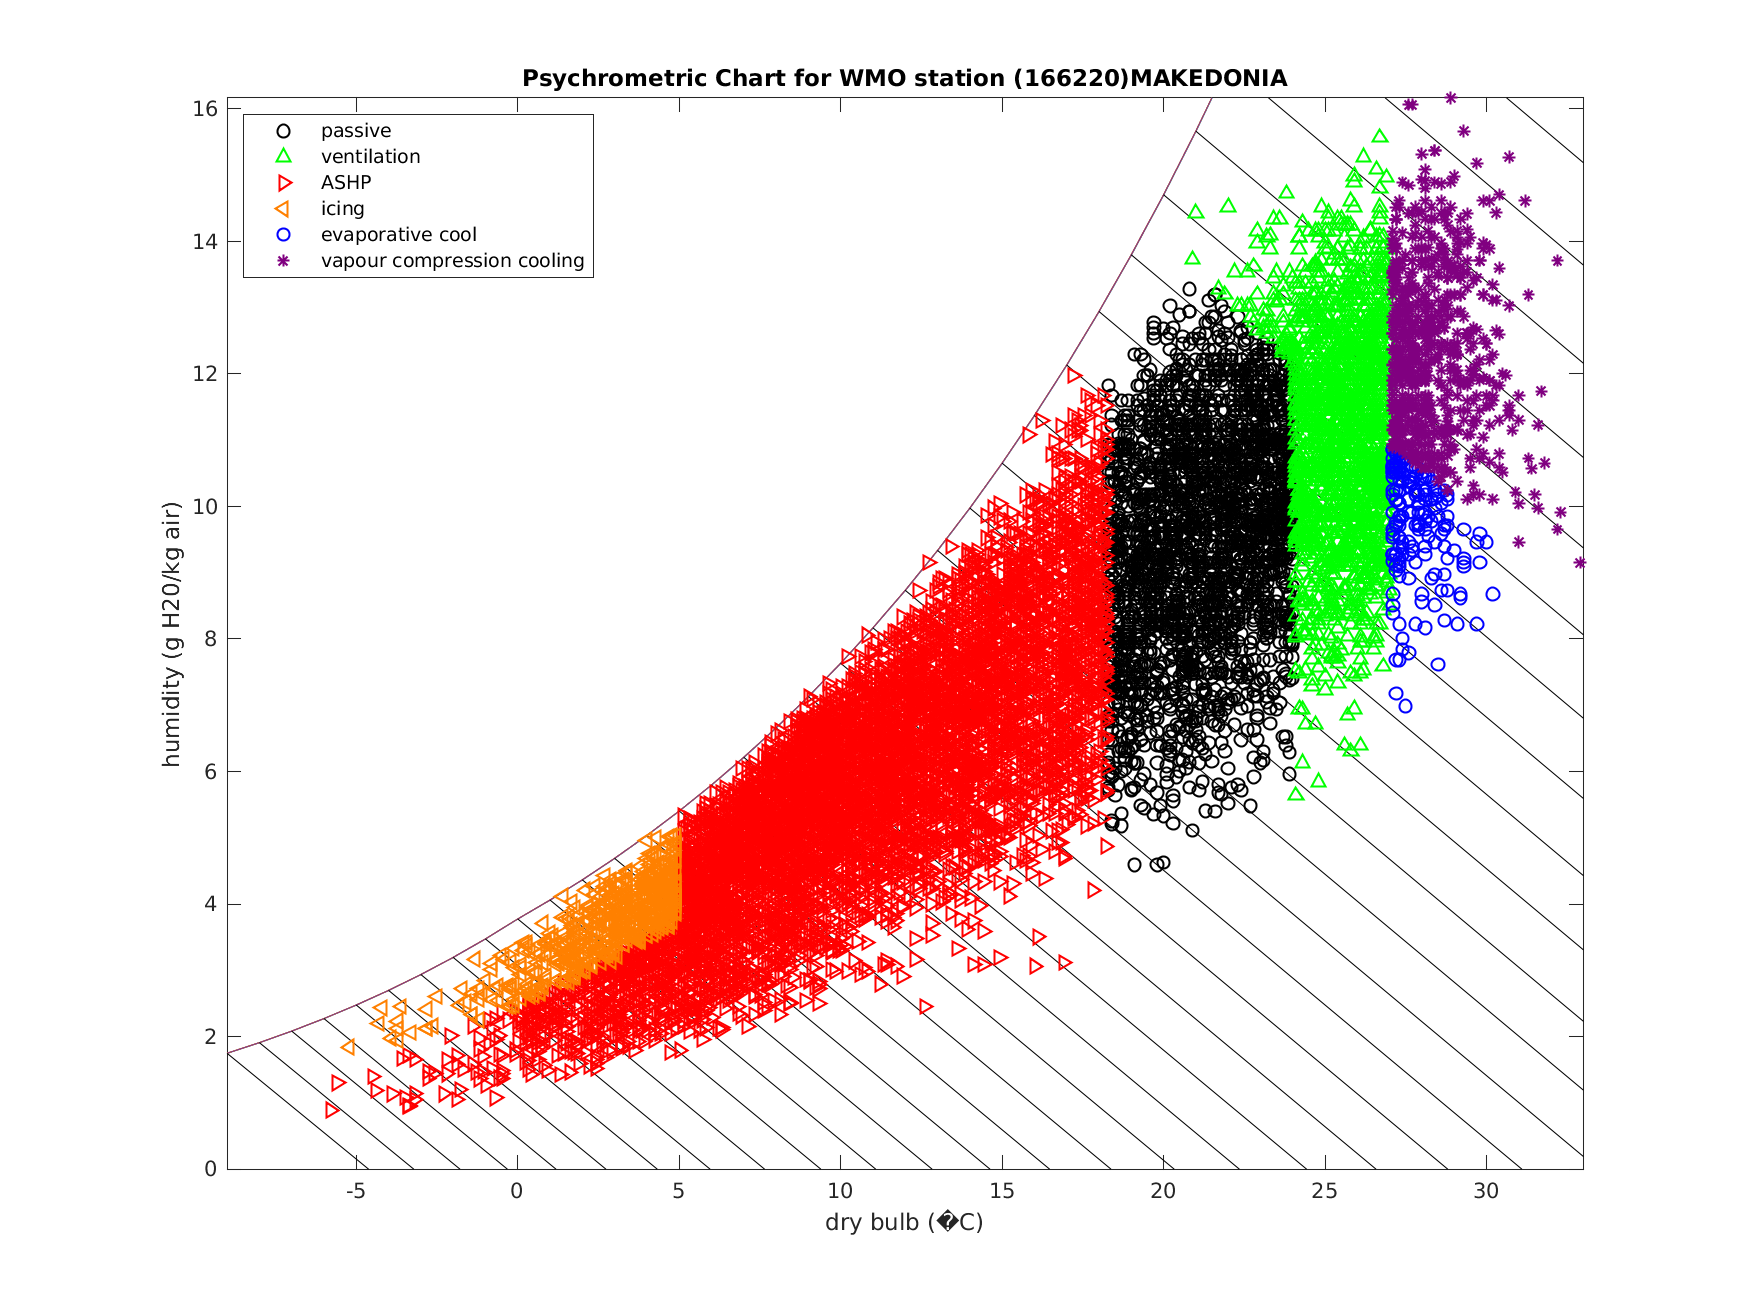 Psychrometric Chart for WMO station (166220)MAKEDONIA
passive
ventilation
ASHP
icing
evaporative cool
vapour compression cooling
humidity (g H20/kg air)
16
14
12
10
8
6
4
2
0
-5 0 5 10 15 20 25 30
dry bulb (�C)